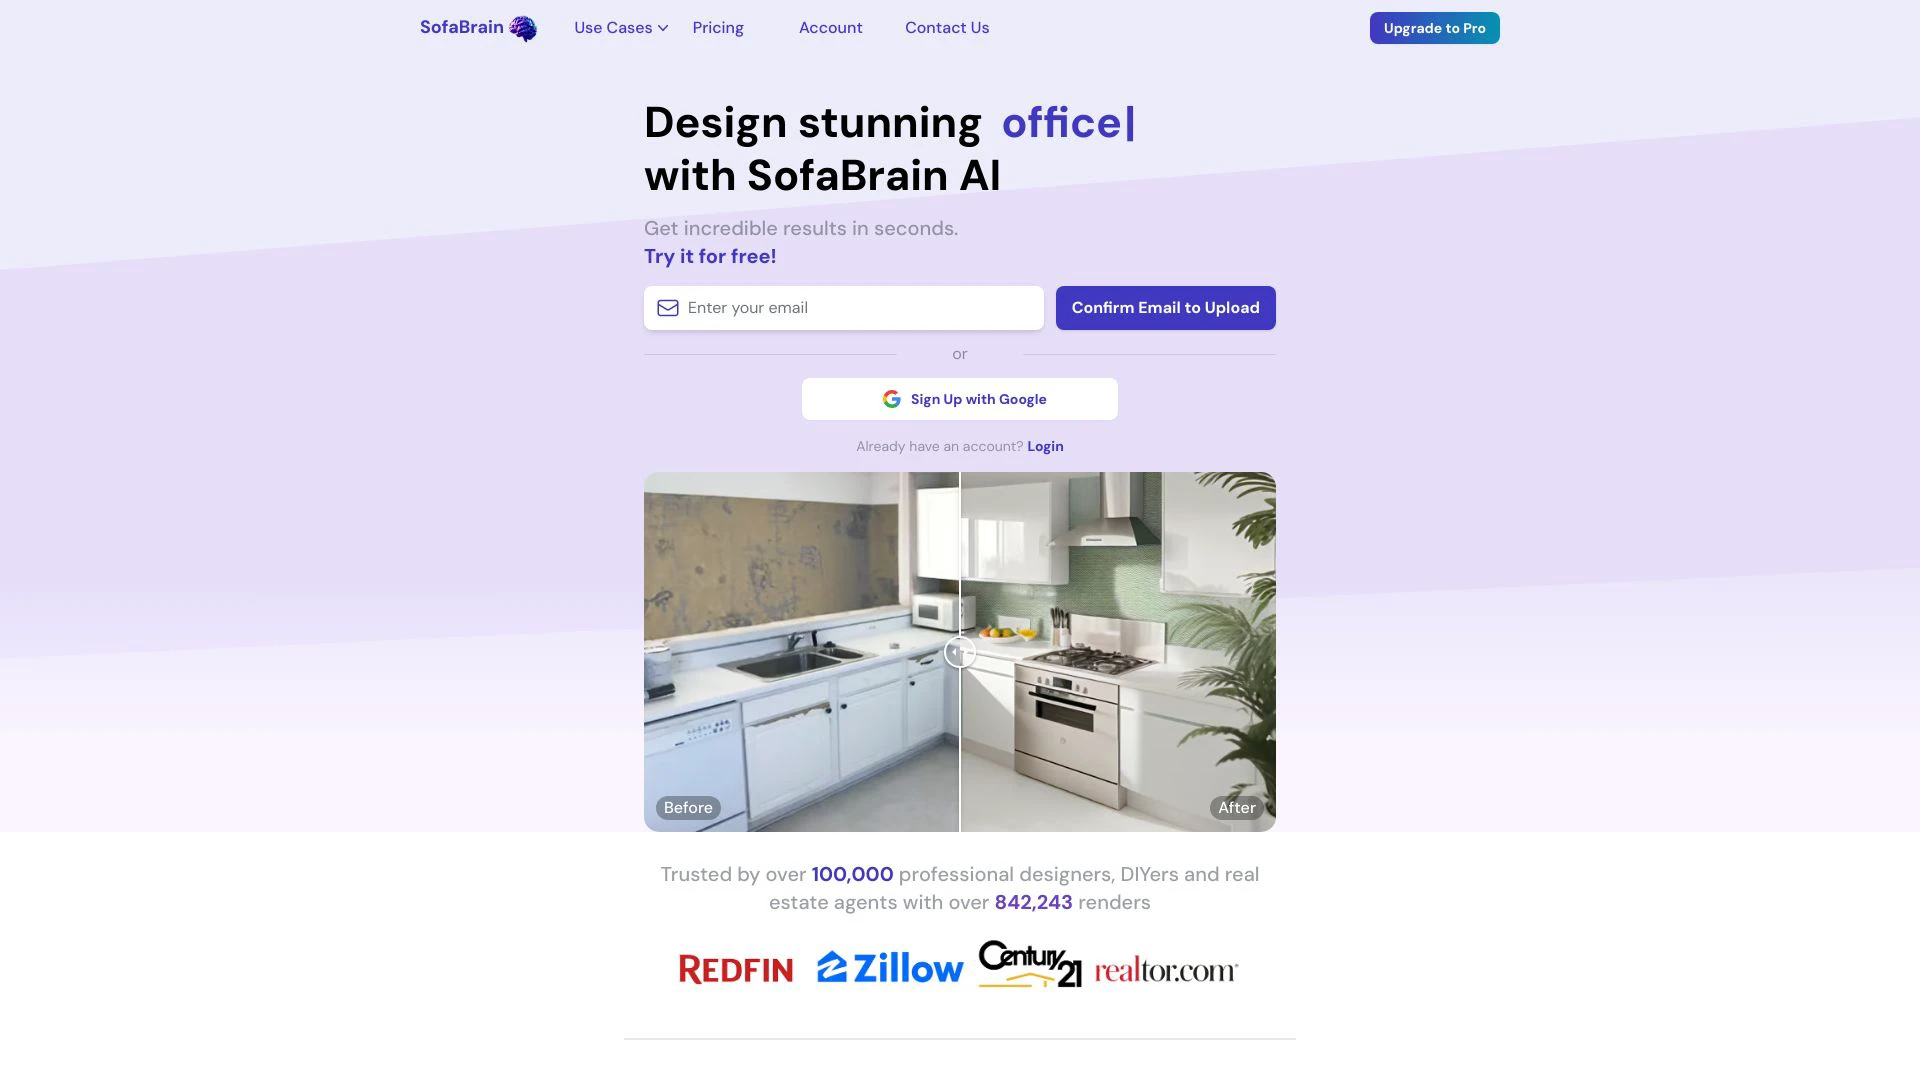 SofaBrain
Use Cases
Pricing
Account
Contact Us
Upgrade to Pro
Design stunning office|
with SofaBrain AI
Get incredible results in seconds.
Try it for free!
Enter your email
Confirm Email to Upload
or
Sign Up with Google
Already have an account? Login
Before
After
Trusted by over 100,000 professional designers, DIYers and real
estate agents with over 842,243 renders
REDFIN
Zillow
Century 21
realtor.com